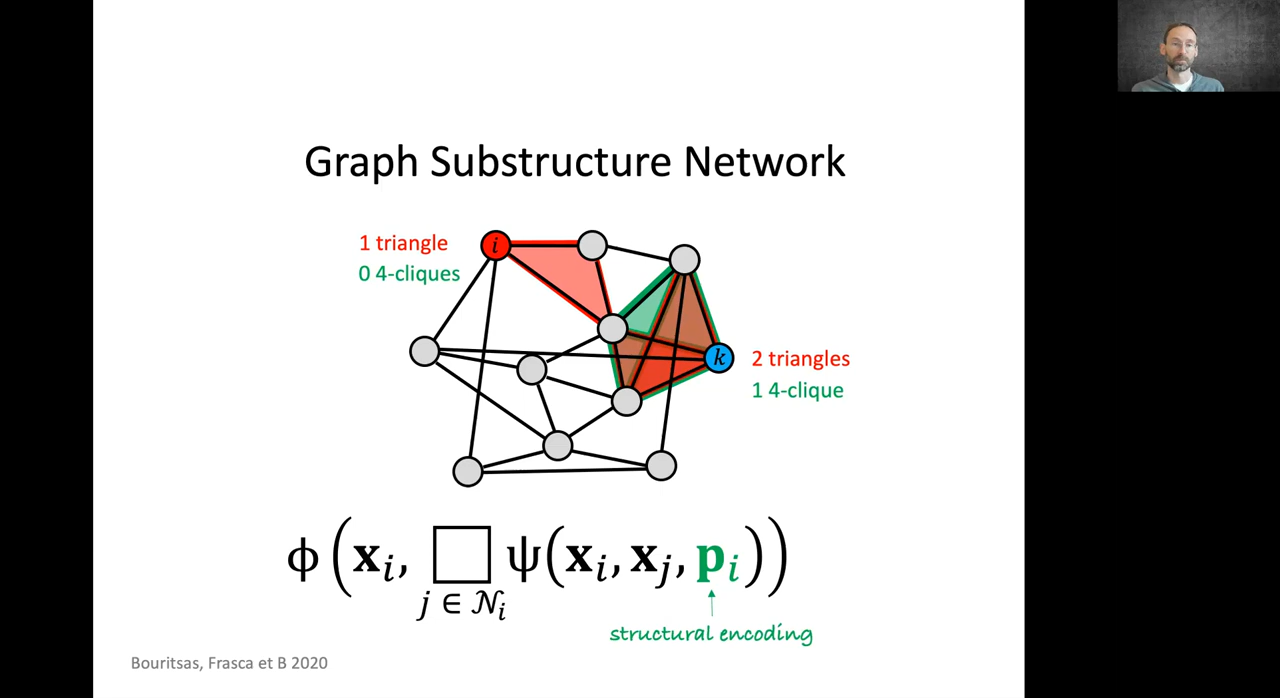 Graph Substructure Network
1 triangle
0 4-cliques
i
k
2 triangles
1 4-clique
ϕ(𝐱ᵢ, □ ψ(𝐱ᵢ, 𝐱ⱼ, 𝐩ᵢ))
j ∈ 𝒩ᵢ
structural encoding
Bouritsas, Frasca et B 2020